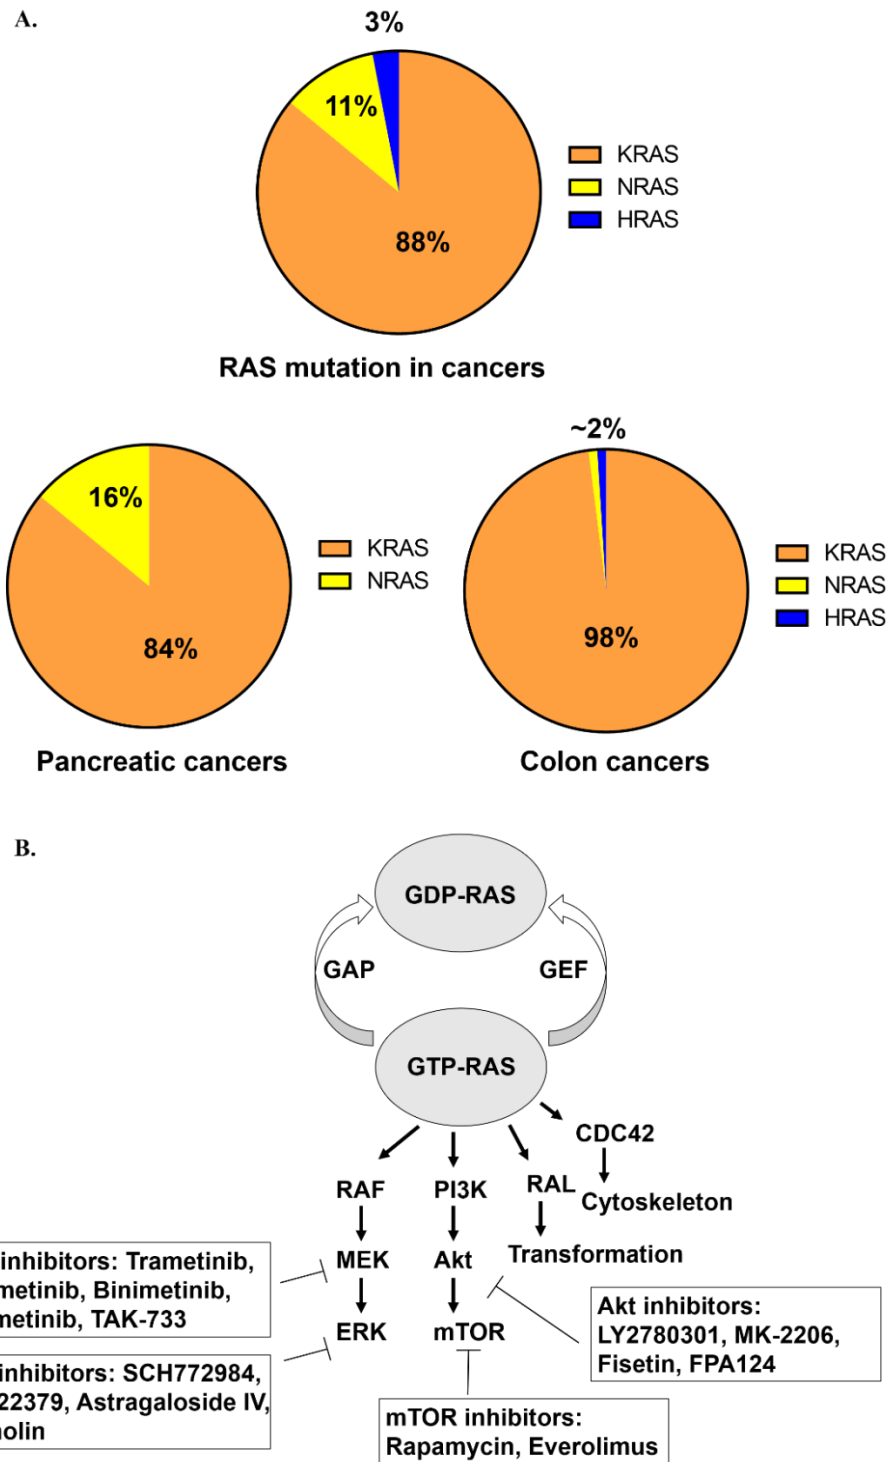 A.
3%
11%
88%
KRAS
NRAS
HRAS
RAS mutation in cancers
16%
84%
KRAS
NRAS
Pancreatic cancers
~2%
98%
KRAS
NRAS
HRAS
Colon cancers
B.
GDP-RAS
GAP
GEF
GTP-RAS
CDC42
RAF
PI3K
RAL
Cytoskeleton
MEK
Akt
Transformation
ERK
mTOR
inhibitors: Trametinib,
metinib, Binimetinib,
metinib, TAK-733
inhibitors: SCH772984,
22379, Astragaloside IV,
nolin
Akt inhibitors:
LY2780301, MK-2206,
Fisetin, FPA124
mTOR inhibitors:
Rapamycin, Everolimus